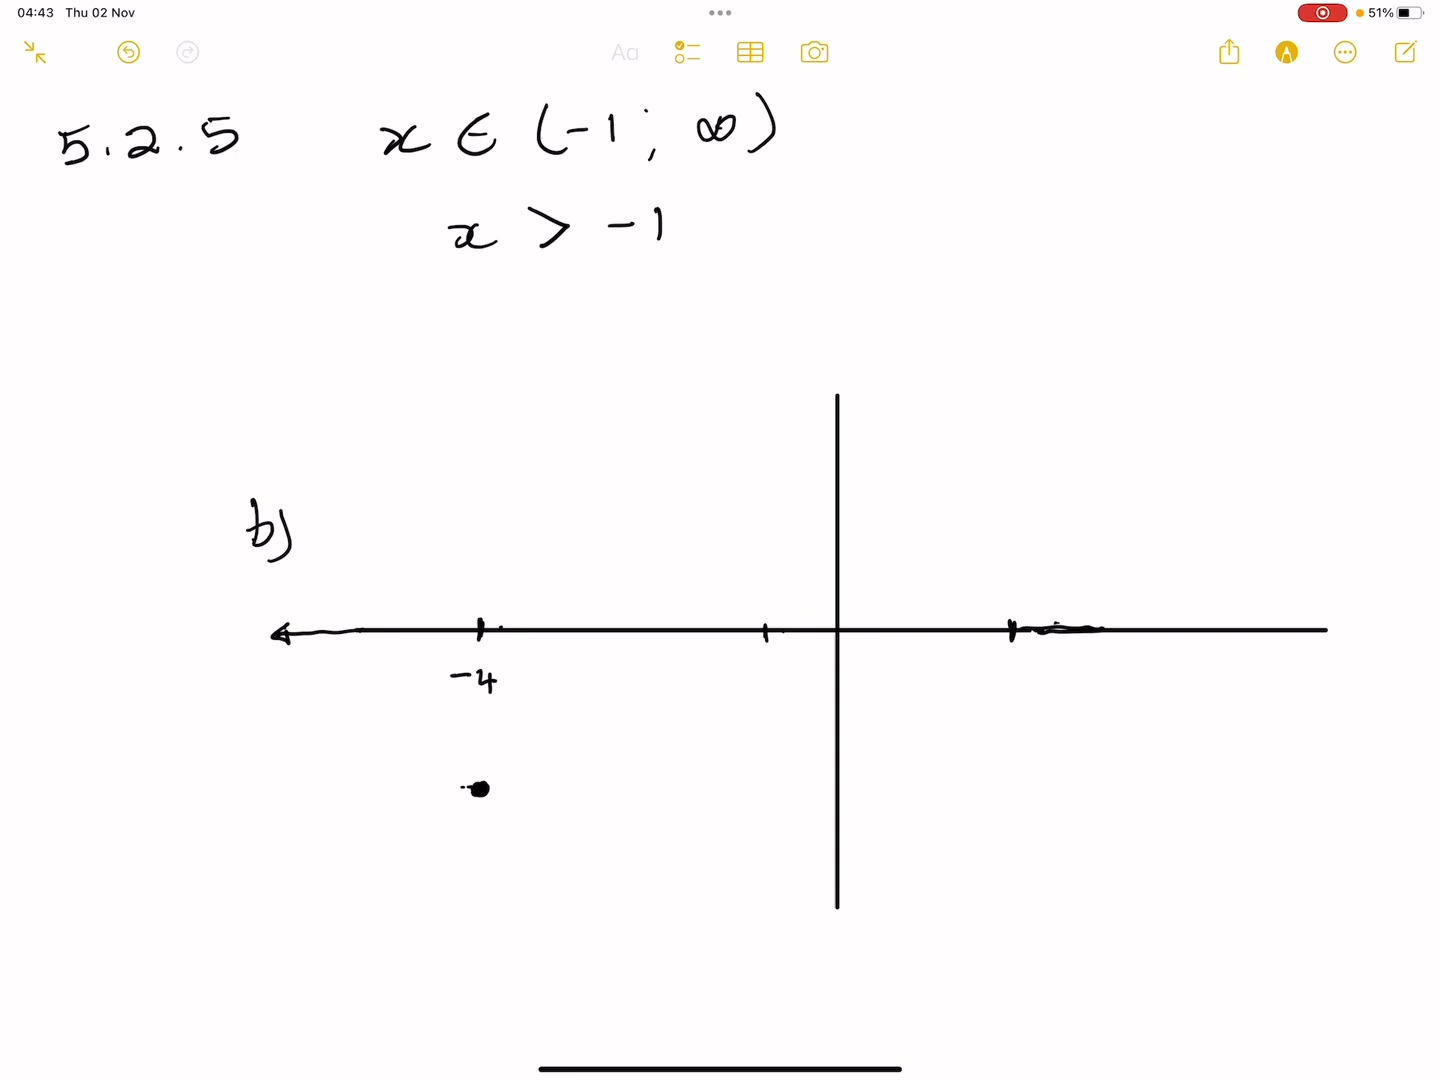 04:43 Thu 02 Nov
51%
Aa
5.2.5 x ∈ (-1; ∞)
x > -1
b)
-4